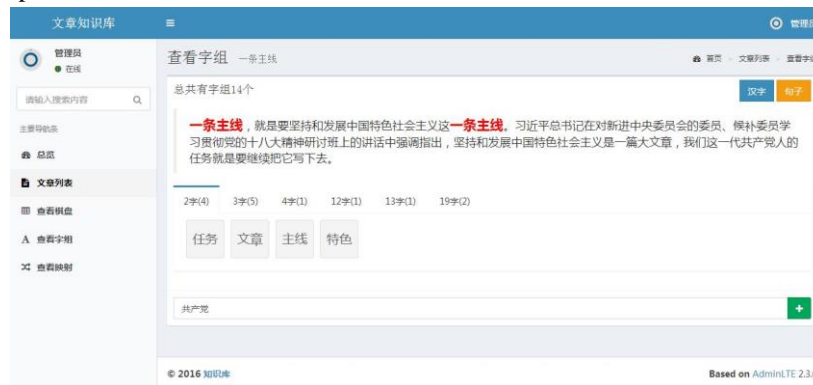 文章知识库
管理员
管理员
在线
查看字组 一条主线
首页 > 文章列表 > 查看字
请输入搜索内容
总共有字组14个
汉字 句子
主要导航条
总览
文章列表
查看棋盘
查看字组
查看映射
一条主线，就是要坚持和发展中国特色社会主义这一条主线。习近平总书记在对新进中央委员会的委员、候补委员学
习贯彻党的十八大精神研讨班上的讲话中强调指出，坚持和发展中国特色社会主义是一篇大文章，我们这一代共产党人的
任务就是要继续把它写下去。
2字(4) 3字(5) 4字(1) 12字(1) 13字(1) 19字(2)
任务 文章 主线 特色
共产党
© 2016 知识库
Based on AdminLTE 2.3.